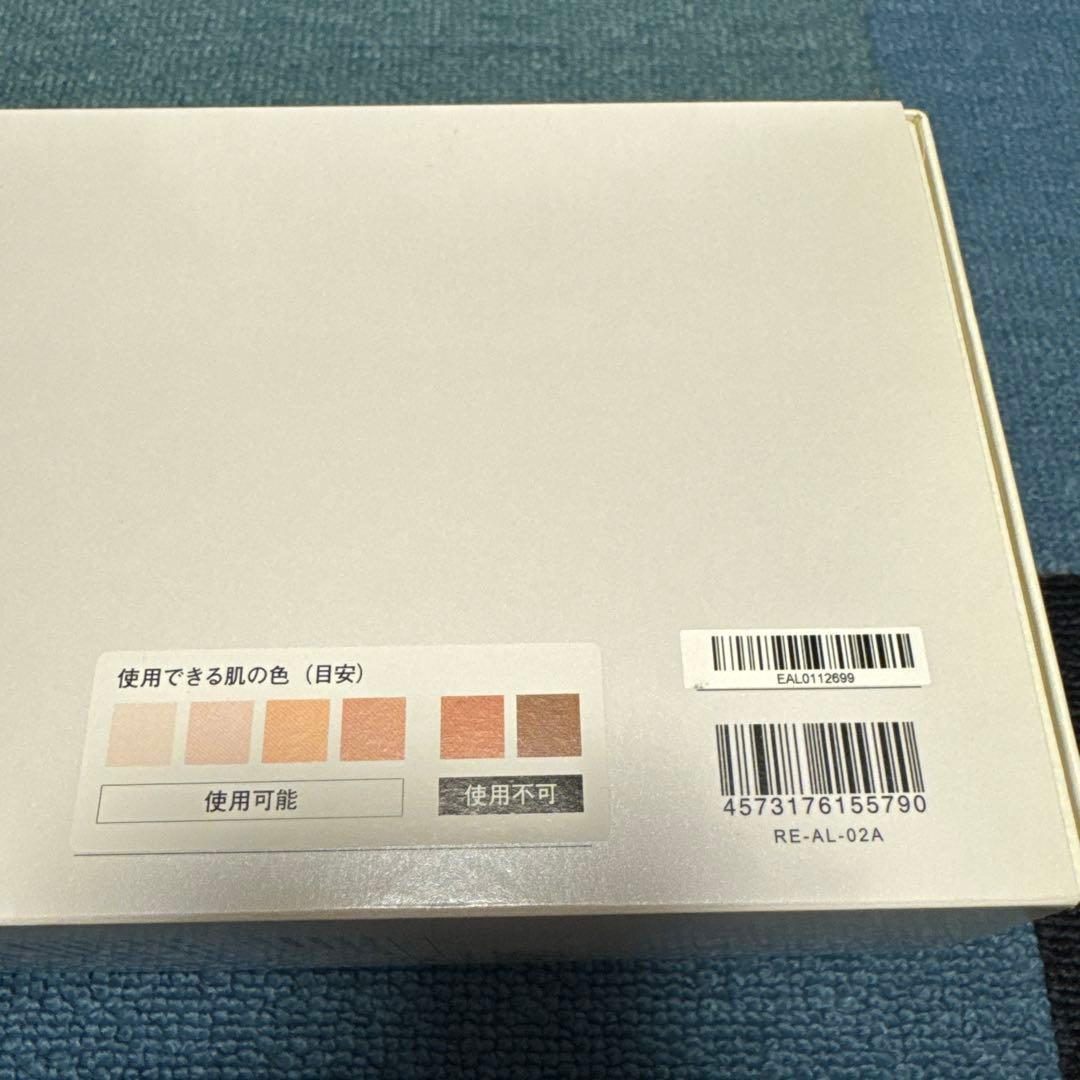 使用できる肌の色（目安）
使用可能
使用不可
EAL0112699
4573176155790
RE-AL-02A